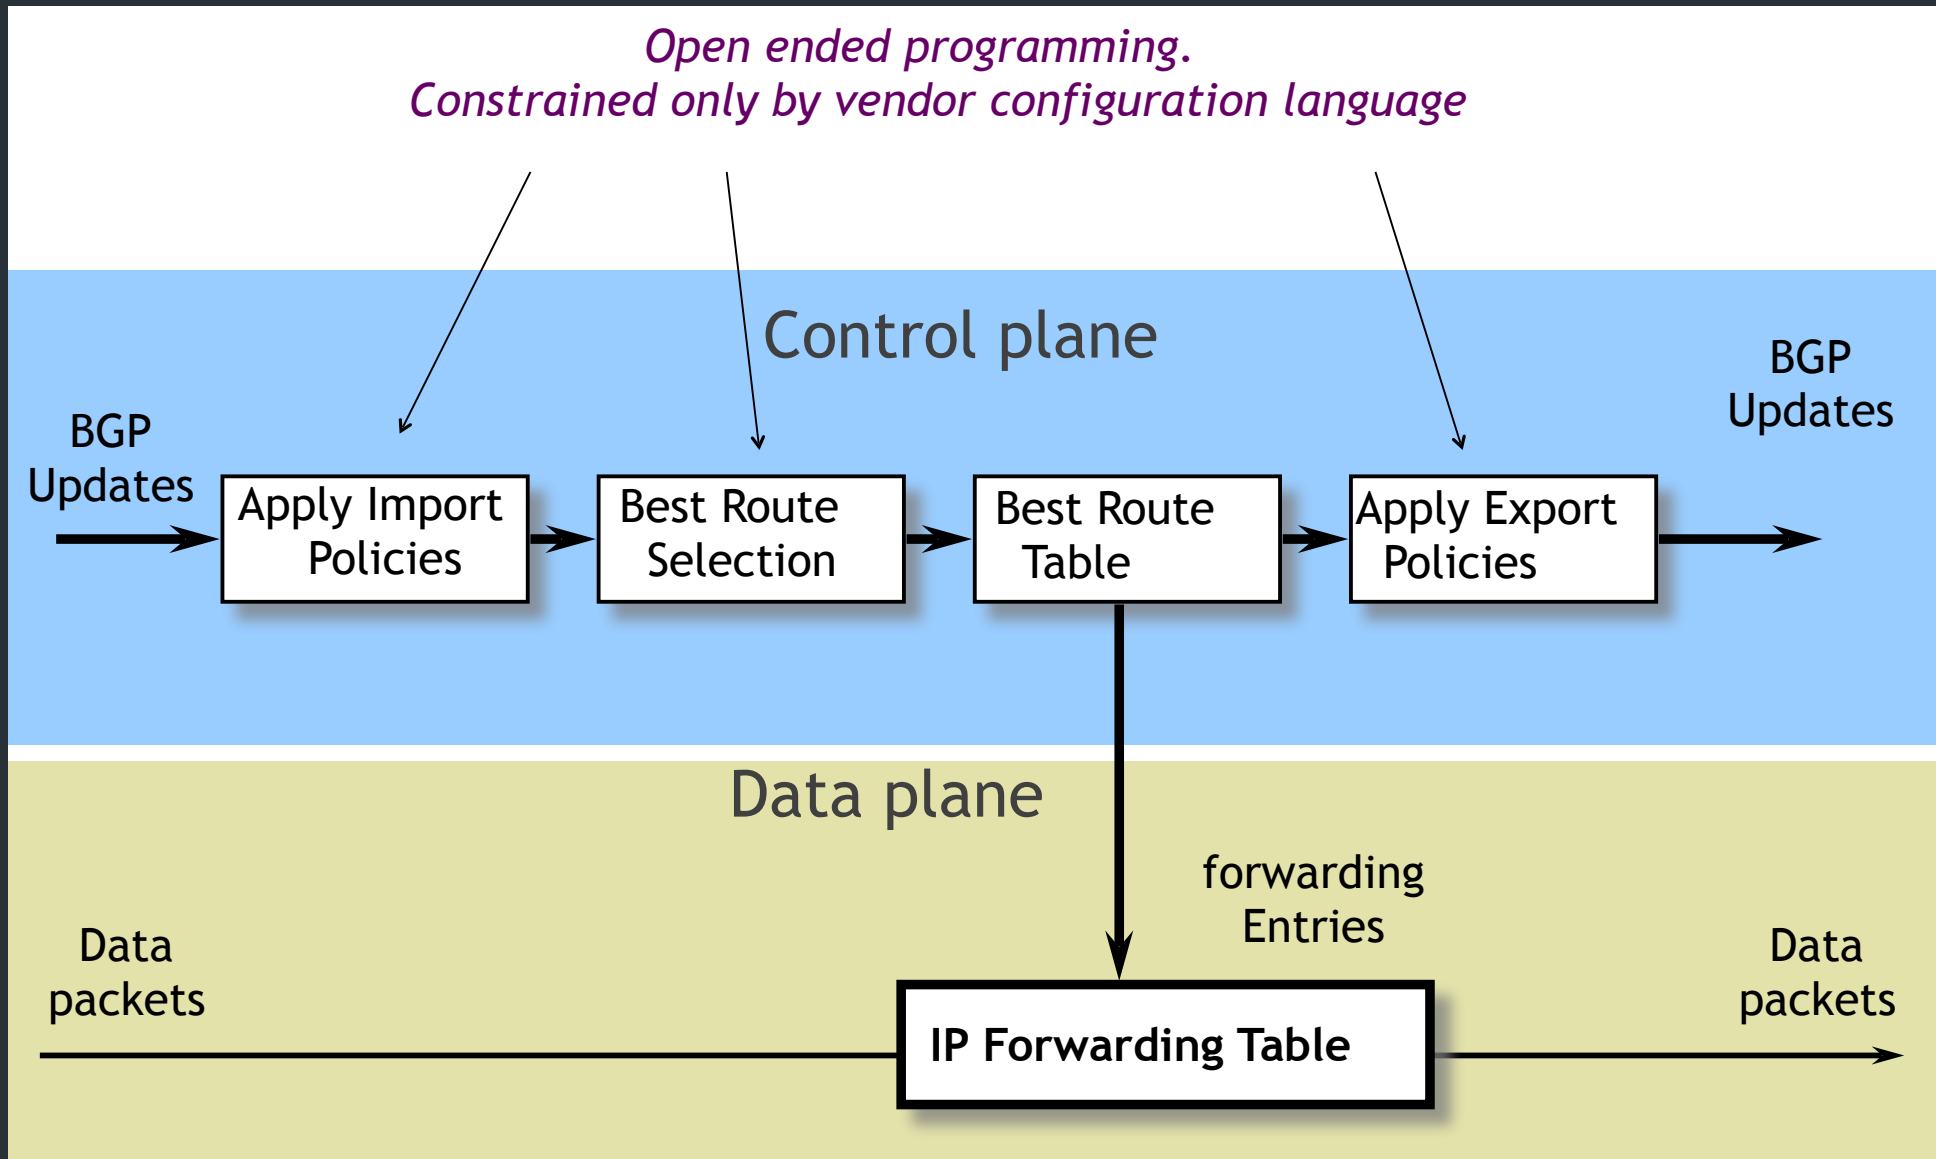 Open ended programming.
Constrained only by vendor configuration language
Control plane
BGP
Updates
BGP
Updates
Apply Import
Policies
Best Route
Selection
Best Route
Table
Apply Export
Policies
Data plane
forwarding
Entries
Data
packets
Data
packets
IP Forwarding Table